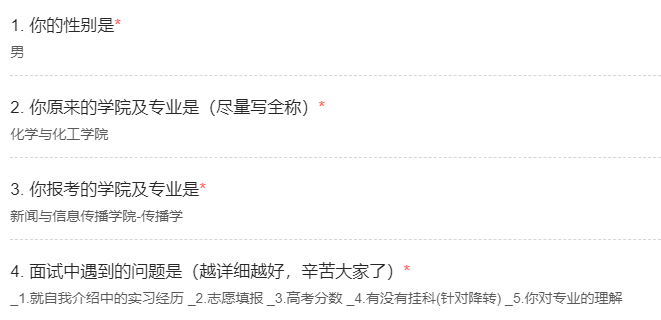 1. 你的性别是*
男
2. 你原来的学院及专业是（尽量写全称）*
化学与化工学院
3. 你报考的学院及专业是*
新闻与信息传播学院-传播学
4. 面试中遇到的问题是（越详细越好，辛苦大家了）*
_1.就自我介绍中的实习经历 _2.志愿填报 _3.高考分数 _4.有没有挂科(针对降转) _5.你对专业的理解